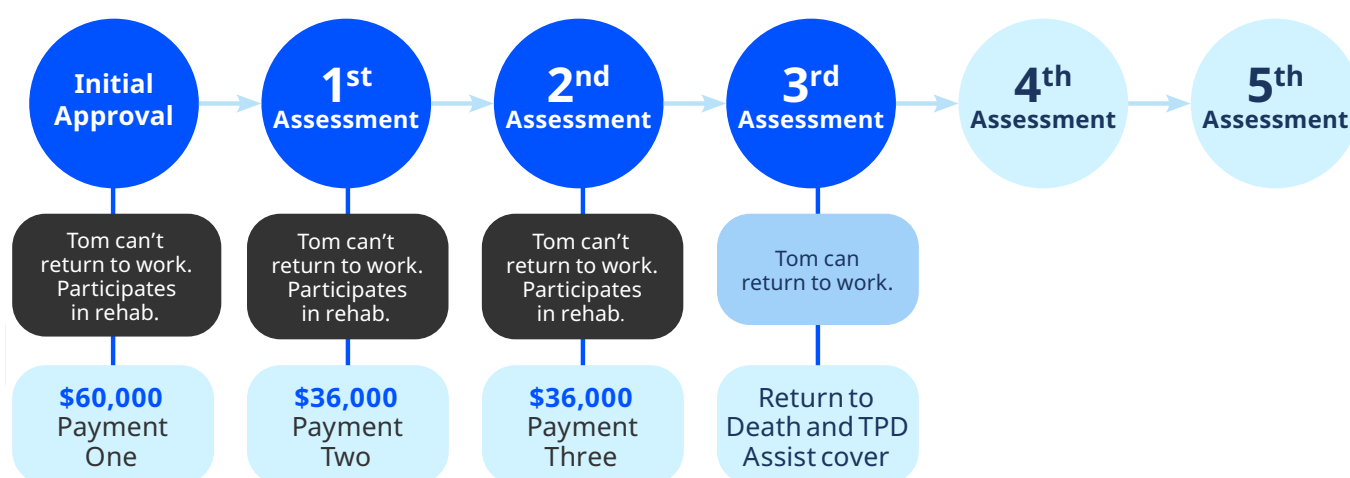 Initial
Approval
1st
Assessment
2nd
Assessment
3rd
Assessment
4th
Assessment
5th
Assessment
Tom can’t
return to work.
Participates
in rehab.
Tom can’t
return to work.
Participates
in rehab.
Tom can’t
return to work.
Participates
in rehab.
Tom can
return to work.
$60,000
Payment
One
$36,000
Payment
Two
$36,000
Payment
Three
Return to
Death and TPD
Assist cover